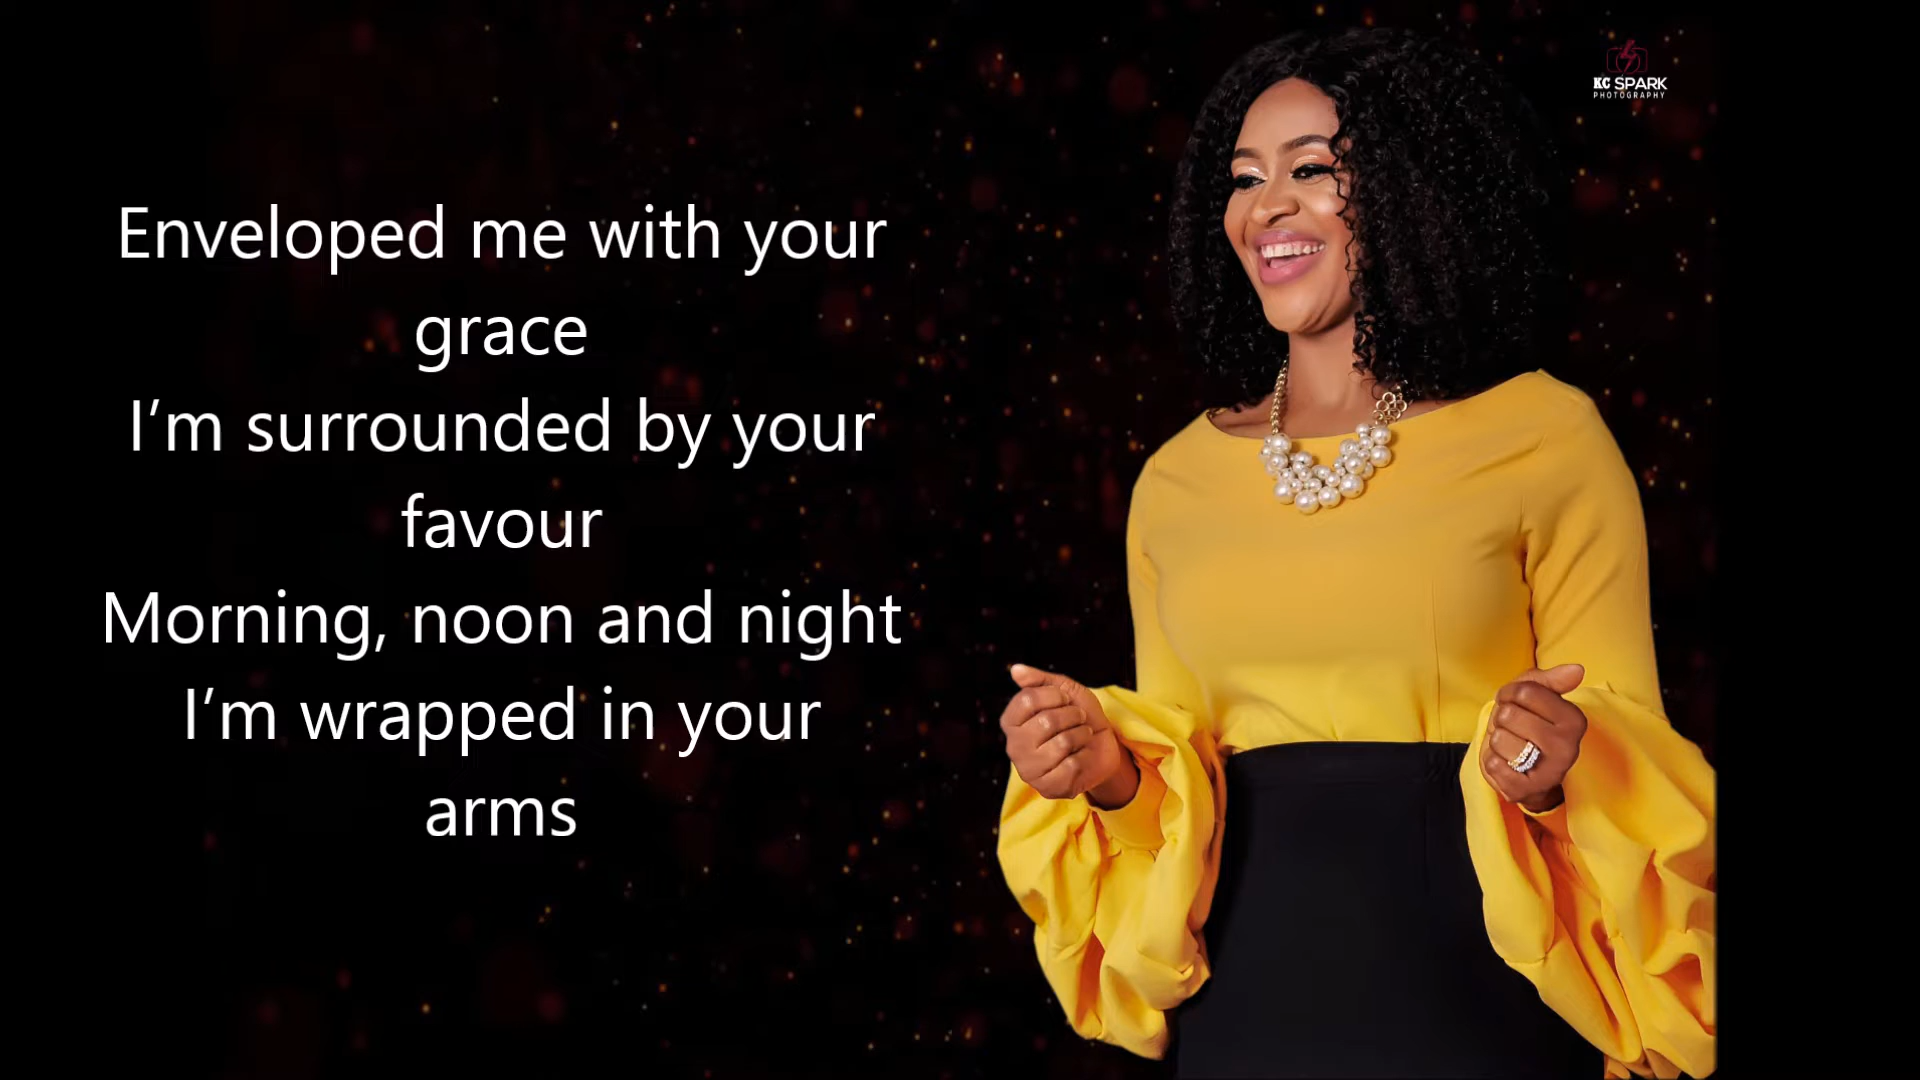 Enveloped me with your
grace
I’m surrounded by your
favour
Morning, noon and night
I’m wrapped in your
arms
KC SPARK
PHOTOGRAPHY